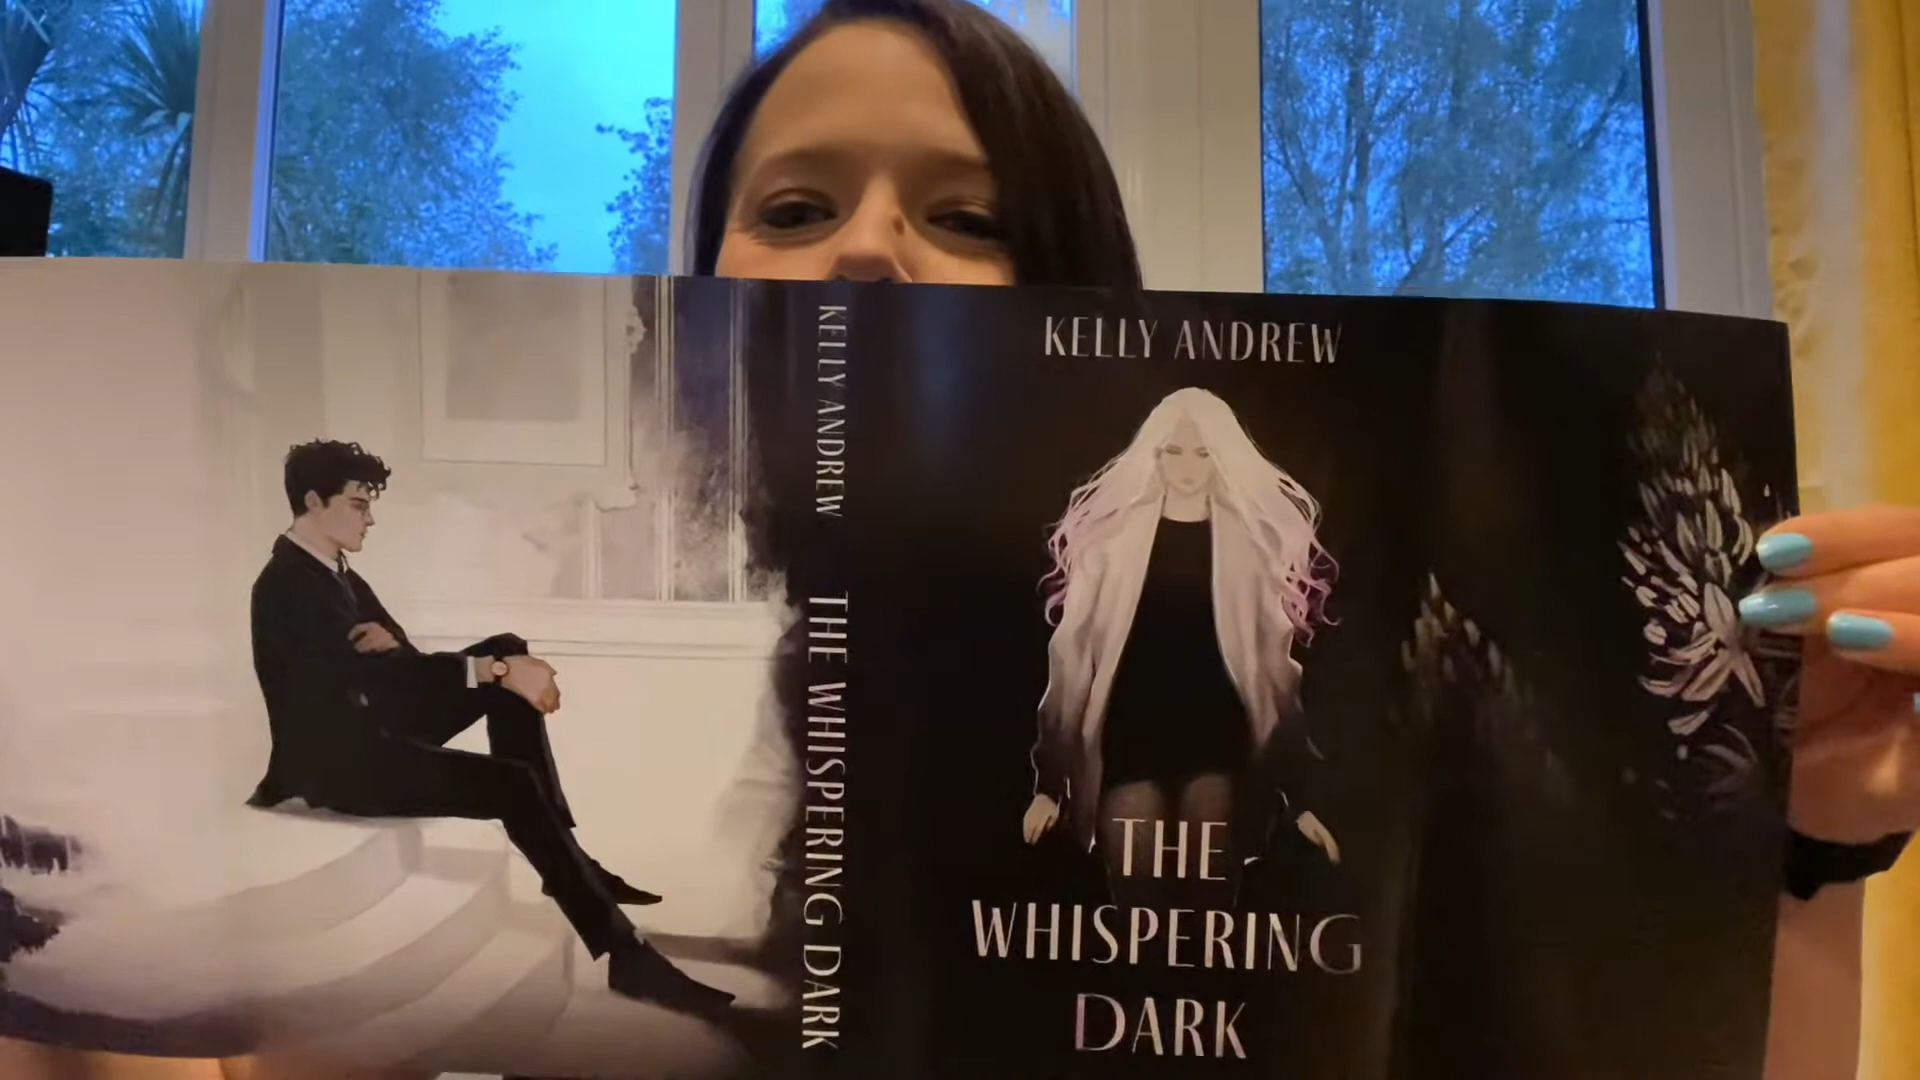 KELLY ANDREW THE WHISPERING DARK
KELLY ANDREW
THE
WHISPERING
DARK